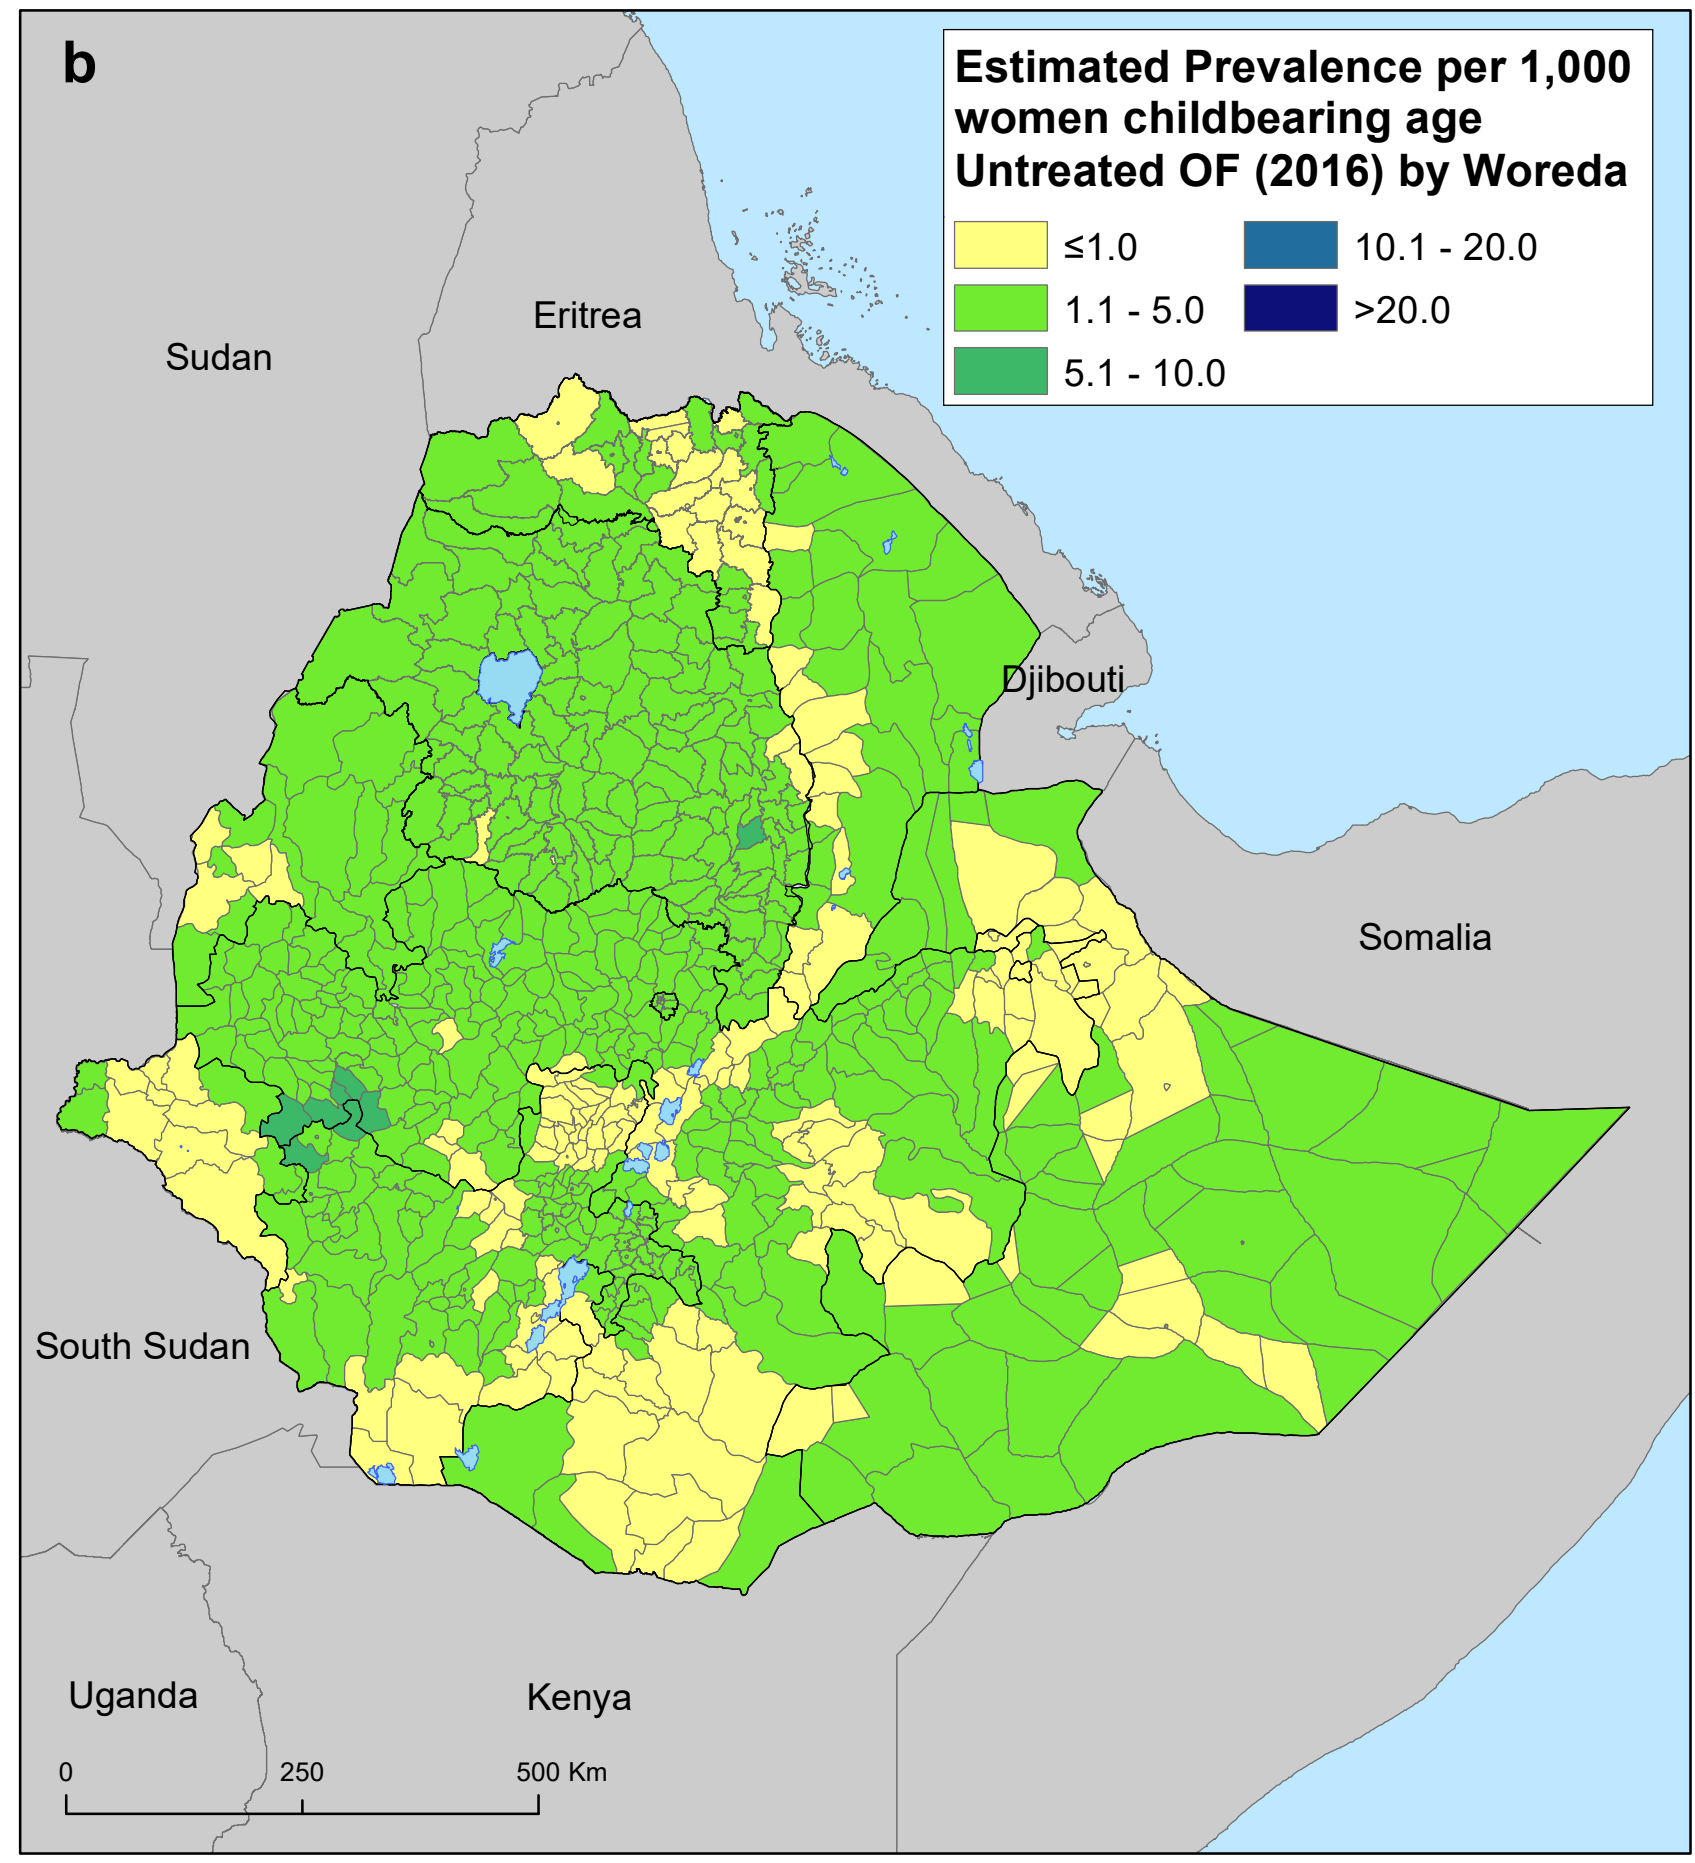 b
Estimated Prevalence per 1,000
women childbearing age
Untreated OF (2016) by Woreda
≤1.0
10.1 - 20.0
1.1 - 5.0
>20.0
5.1 - 10.0
Eritrea
Sudan
Djibouti
Somalia
South Sudan
Uganda
Kenya
0 250 500 Km